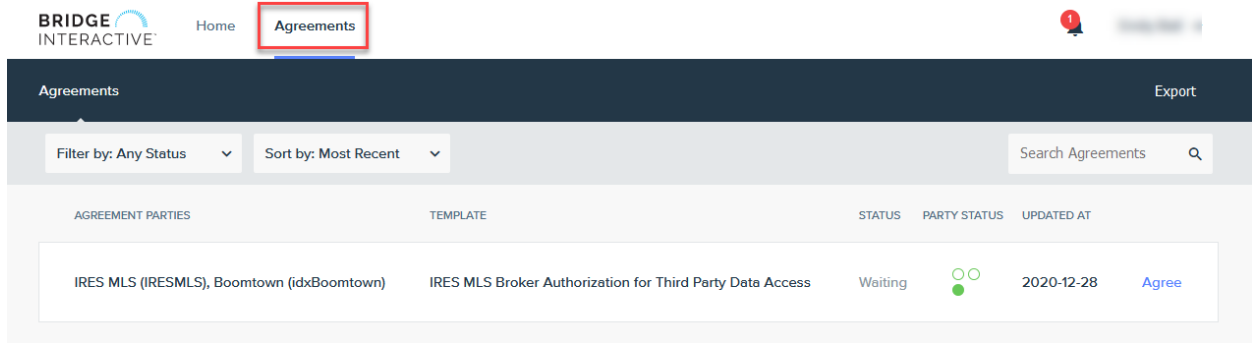 BRIDGE
INTERACTIVE
Home
Agreements
1
Agreements
Export
Filter by: Any Status
Sort by: Most Recent
Search Agreements
AGREEMENT PARTIES TEMPLATE STATUS PARTY STATUS UPDATED AT
IRES MLS (IRESMLS), Boomtown (idxBoomtown) IRES MLS Broker Authorization for Third Party Data Access Waiting 2020-12-28 Agree